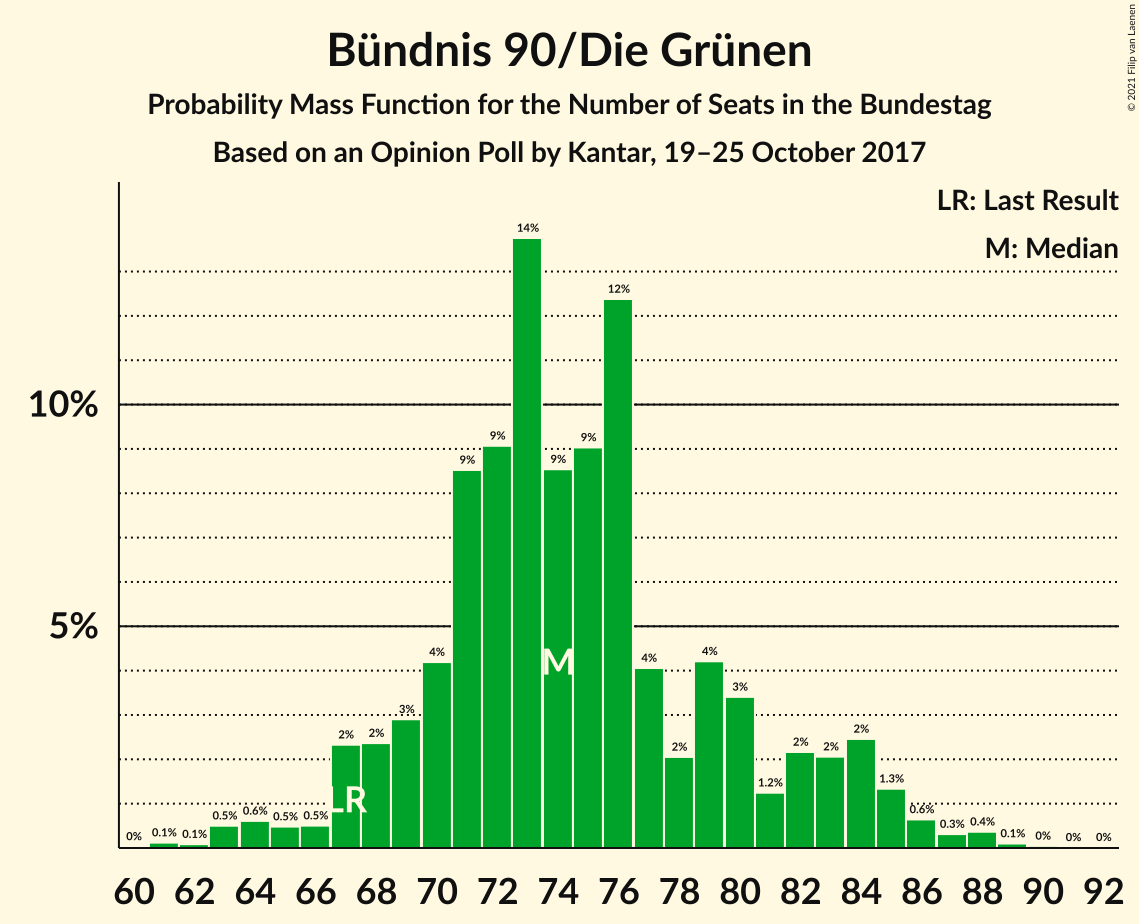 © 2021 Filip van Laenen
Bündnis 90/Die Grünen
Probability Mass Function for the Number of Seats in the Bundestag
Based on an Opinion Poll by Kantar, 19–25 October 2017
LR: Last Result
M: Median
10%
5%
0% 0.1% 0.1% 0.5% 0.6% 0.5% 0.5% 2% 2% 3% 4% 9% 9% 14% 9% 9% 12% 4% 2% 4% 3% 1.2% 2% 2% 2% 1.3% 0.6% 0.3% 0.4% 0.1% 0% 0% 0%
M
LR
60 62 64 66 68 70 72 74 76 78 80 82 84 86 88 90 92